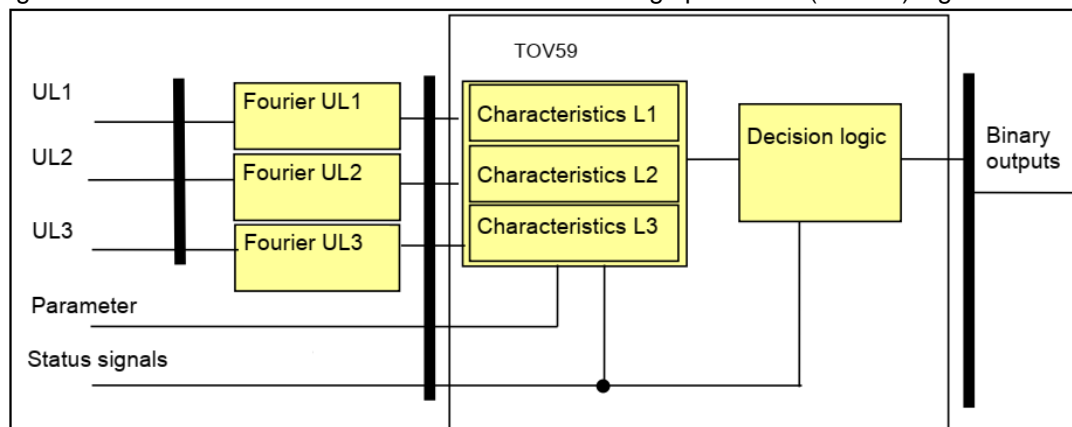 TOV59
UL1
Fourier UL1
Characteristics L1
Decision logic
Binary
outputs
UL2
Fourier UL2
Characteristics L2
UL3
Fourier UL3
Characteristics L3
Parameter
Status signals